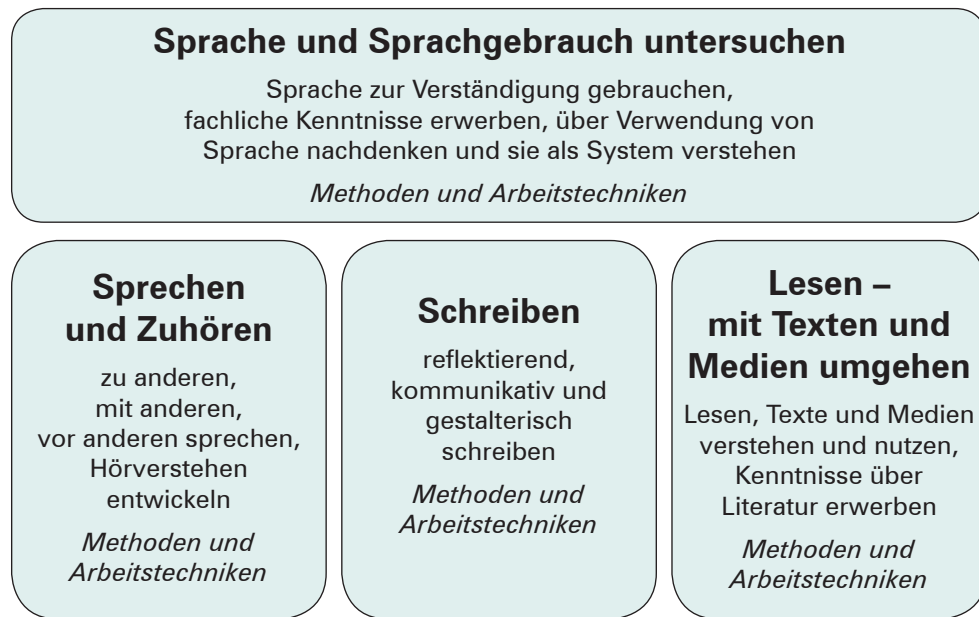 Sprache und Sprachgebrauch untersuchen
Sprache zur Verständigung gebrauchen,
fachliche Kenntnisse erwerben, über Verwendung von
Sprache nachdenken und sie als System verstehen
Methoden und Arbeitstechniken
Sprechen
und Zuhören
zu anderen,
mit anderen,
vor anderen sprechen,
Hörverstehen
entwickeln
Methoden und
Arbeitstechniken
Schreiben
reflektierend,
kommunikativ und
gestalterisch
schreiben
Methoden und
Arbeitstechniken
Lesen –
mit Texten und
Medien umgehen
Lesen, Texte und Medien
verstehen und nutzen,
Kenntnisse über
Literatur erwerben
Methoden und
Arbeitstechniken